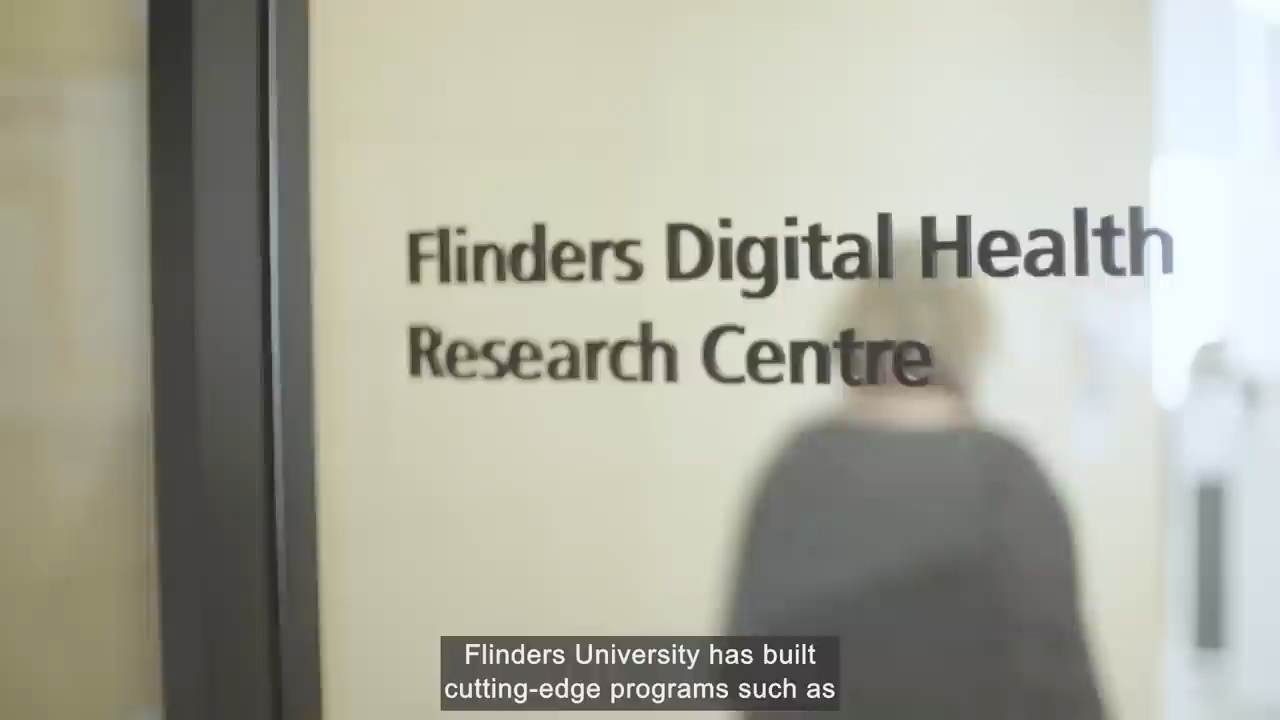 Flinders Digital Health
Research Centre
Flinders University has built
cutting-edge programs such as